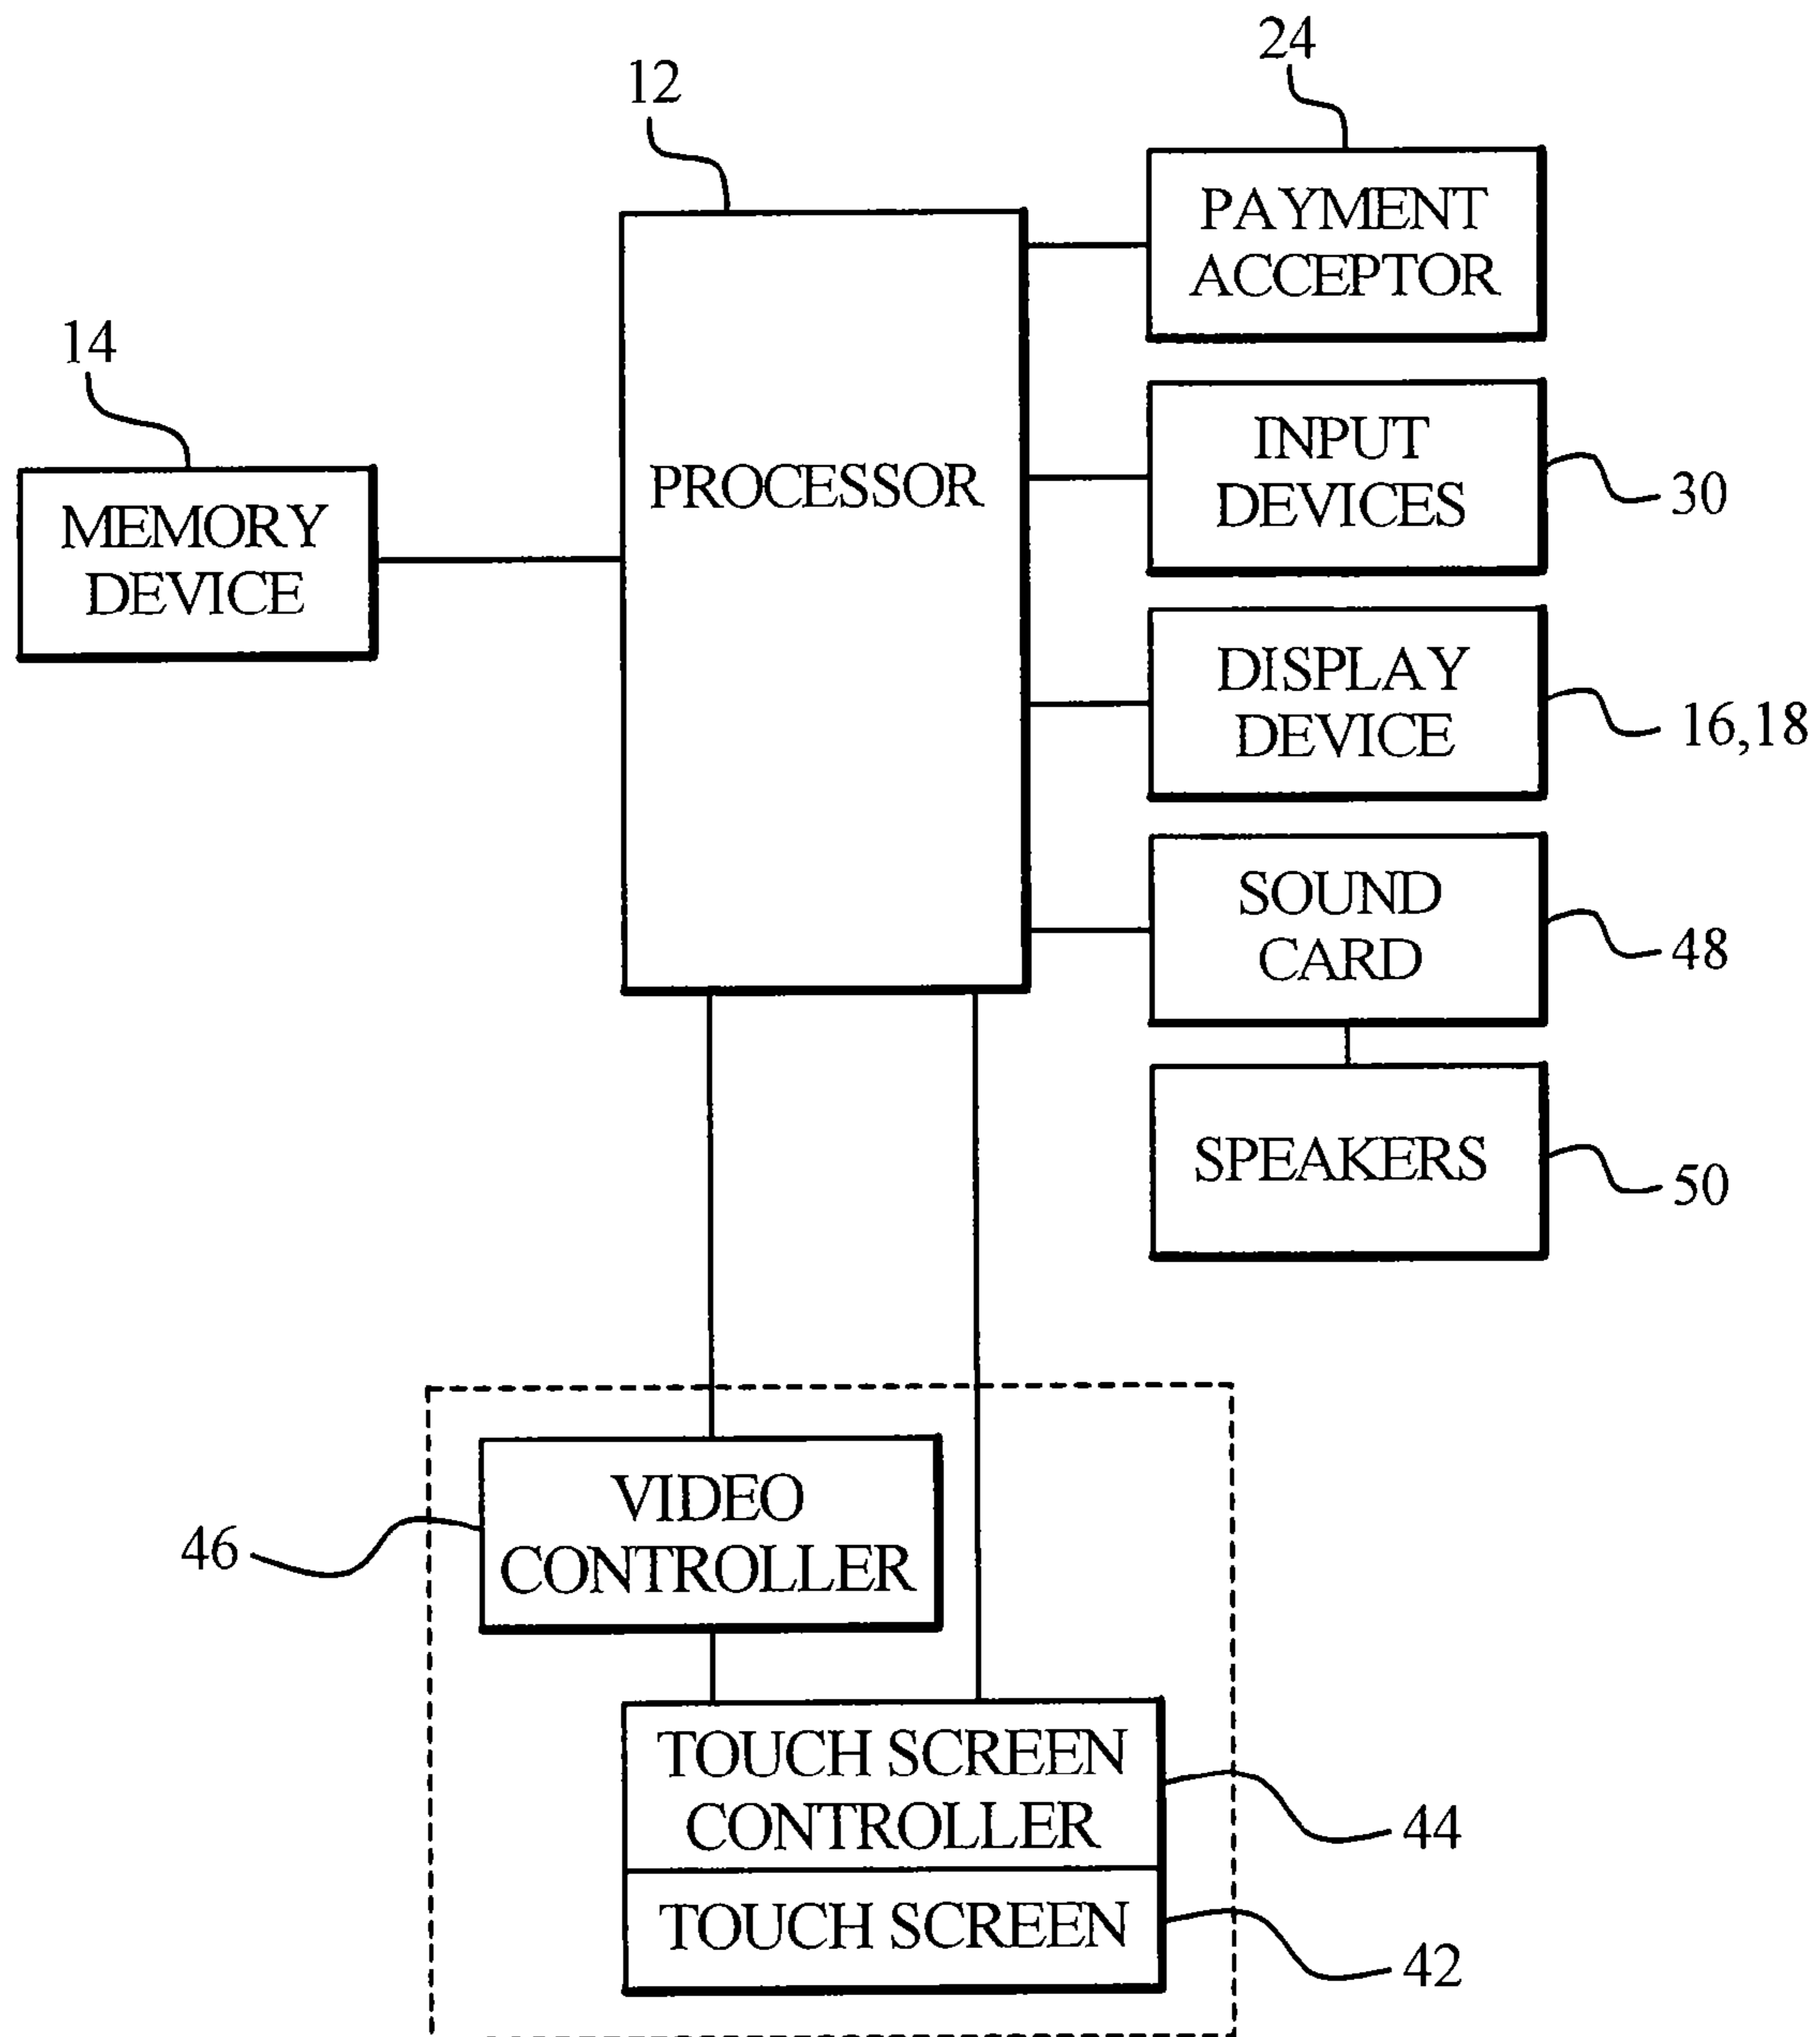 24
12
PAYMENT
ACCEPTOR
14
INPUT
DEVICES
30
PROCESSOR
MEMORY
DEVICE
DISPLAY
DEVICE
16,18
SOUND
CARD
48
SPEAKERS
50
VIDEO
CONTROLLER
46
TOUCH SCREEN
CONTROLLER
44
TOUCH SCREEN
42